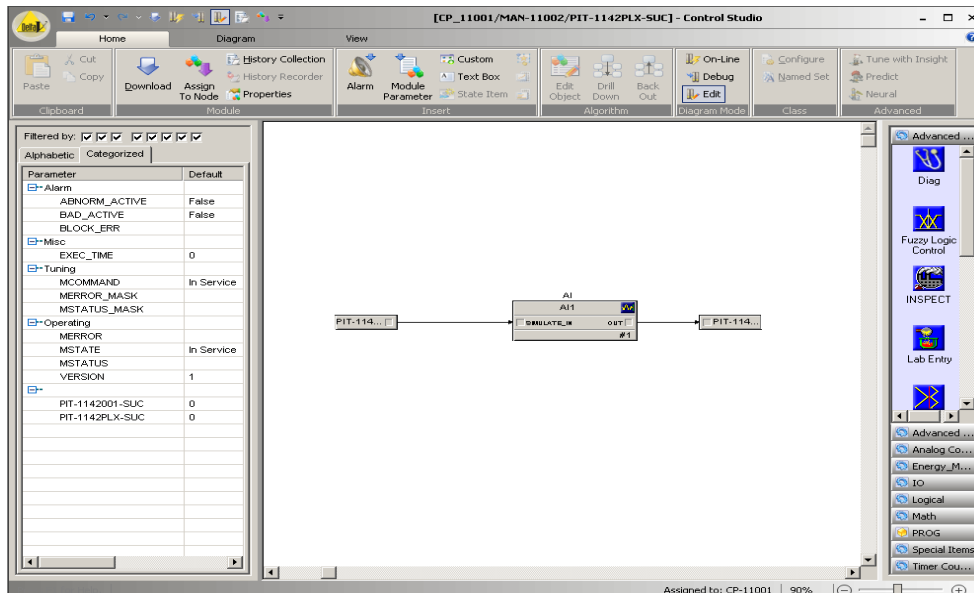 DeltaV
[CP_11001/MAN-11002/PIT-1142PLX-SUC] - Control Studio
Home Diagram View
Paste
Cut
Copy
Clipboard
Download
Assign To Node
History Collection
History Recorder
Properties
Module
Alarm
Module Parameter
Custom
Text Box
State Item
Insert
Edit Object
Drill Down
Back Out
Algorithm
On-Line
Debug
Edit
Diagram Mode
Configure
Named Set
Class
Tune with Insight
Predict
Neural
Advanced
Filtered by:
Alphabetic Categorized
Parameter Default
Alarm
ABNORM_ACTIVE False
BAD_ACTIVE False
BLOCK_ERR
Misc
EXEC_TIME 0
Tuning
MCOMMAND In Service
MERROR_MASK
MSTATUS_MASK
Operating
MERROR
MSTATE In Service
MSTATUS
VERSION 1
PIT-1142001-SUC 0
PIT-1142PLX-SUC 0
PIT-114...
AI
AI1
SIMULATE_IN OUT
#1
PIT-114...
Advanced ...
Diag
Fuzzy Logic
Control
INSPECT
Lab Entry
Advanced ...
Analog Co...
Energy_M...
IO
Logical
Math
PROG
Special Items
Timer Cou...
Assigned to: CP-11001 90%